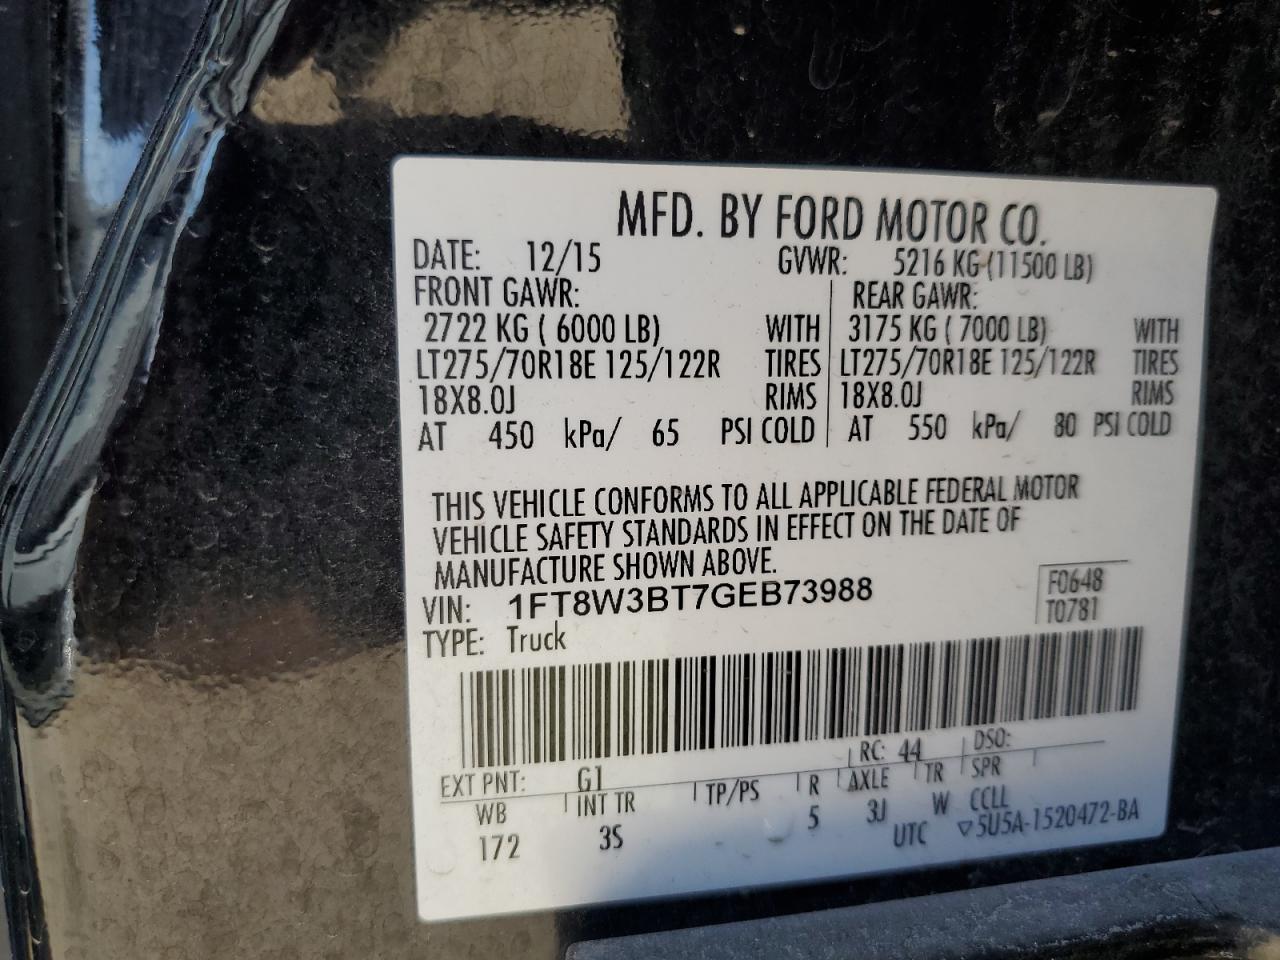 MFD. BY FORD MOTOR CO.
DATE: 12/15 GVWR: 5216 KG (11500 LB)
FRONT GAWR: REAR GAWR:
2722 KG ( 6000 LB) WITH 3175 KG ( 7000 LB) WITH
LT275/70R18E 125/122R TIRES LT275/70R18E 125/122R TIRES
18X8.0J RIMS 18X8.0J RIMS
AT 450 kPa/ 65 PSI COLD AT 550 kPa/ 80 PSI COLD
THIS VEHICLE CONFORMS TO ALL APPLICABLE FEDERAL MOTOR
VEHICLE SAFETY STANDARDS IN EFFECT ON THE DATE OF
MANUFACTURE SHOWN ABOVE.
VIN: 1FT8W3BT7GEB73988 F0648
TYPE: Truck T0781
EXT PNT: G1 RC: 44 DSO:
WB INT TR TP/PS R AXLE TR SPR
172 3S 5 3J W CCLL
UTC ▽5U5A-1520472-BA